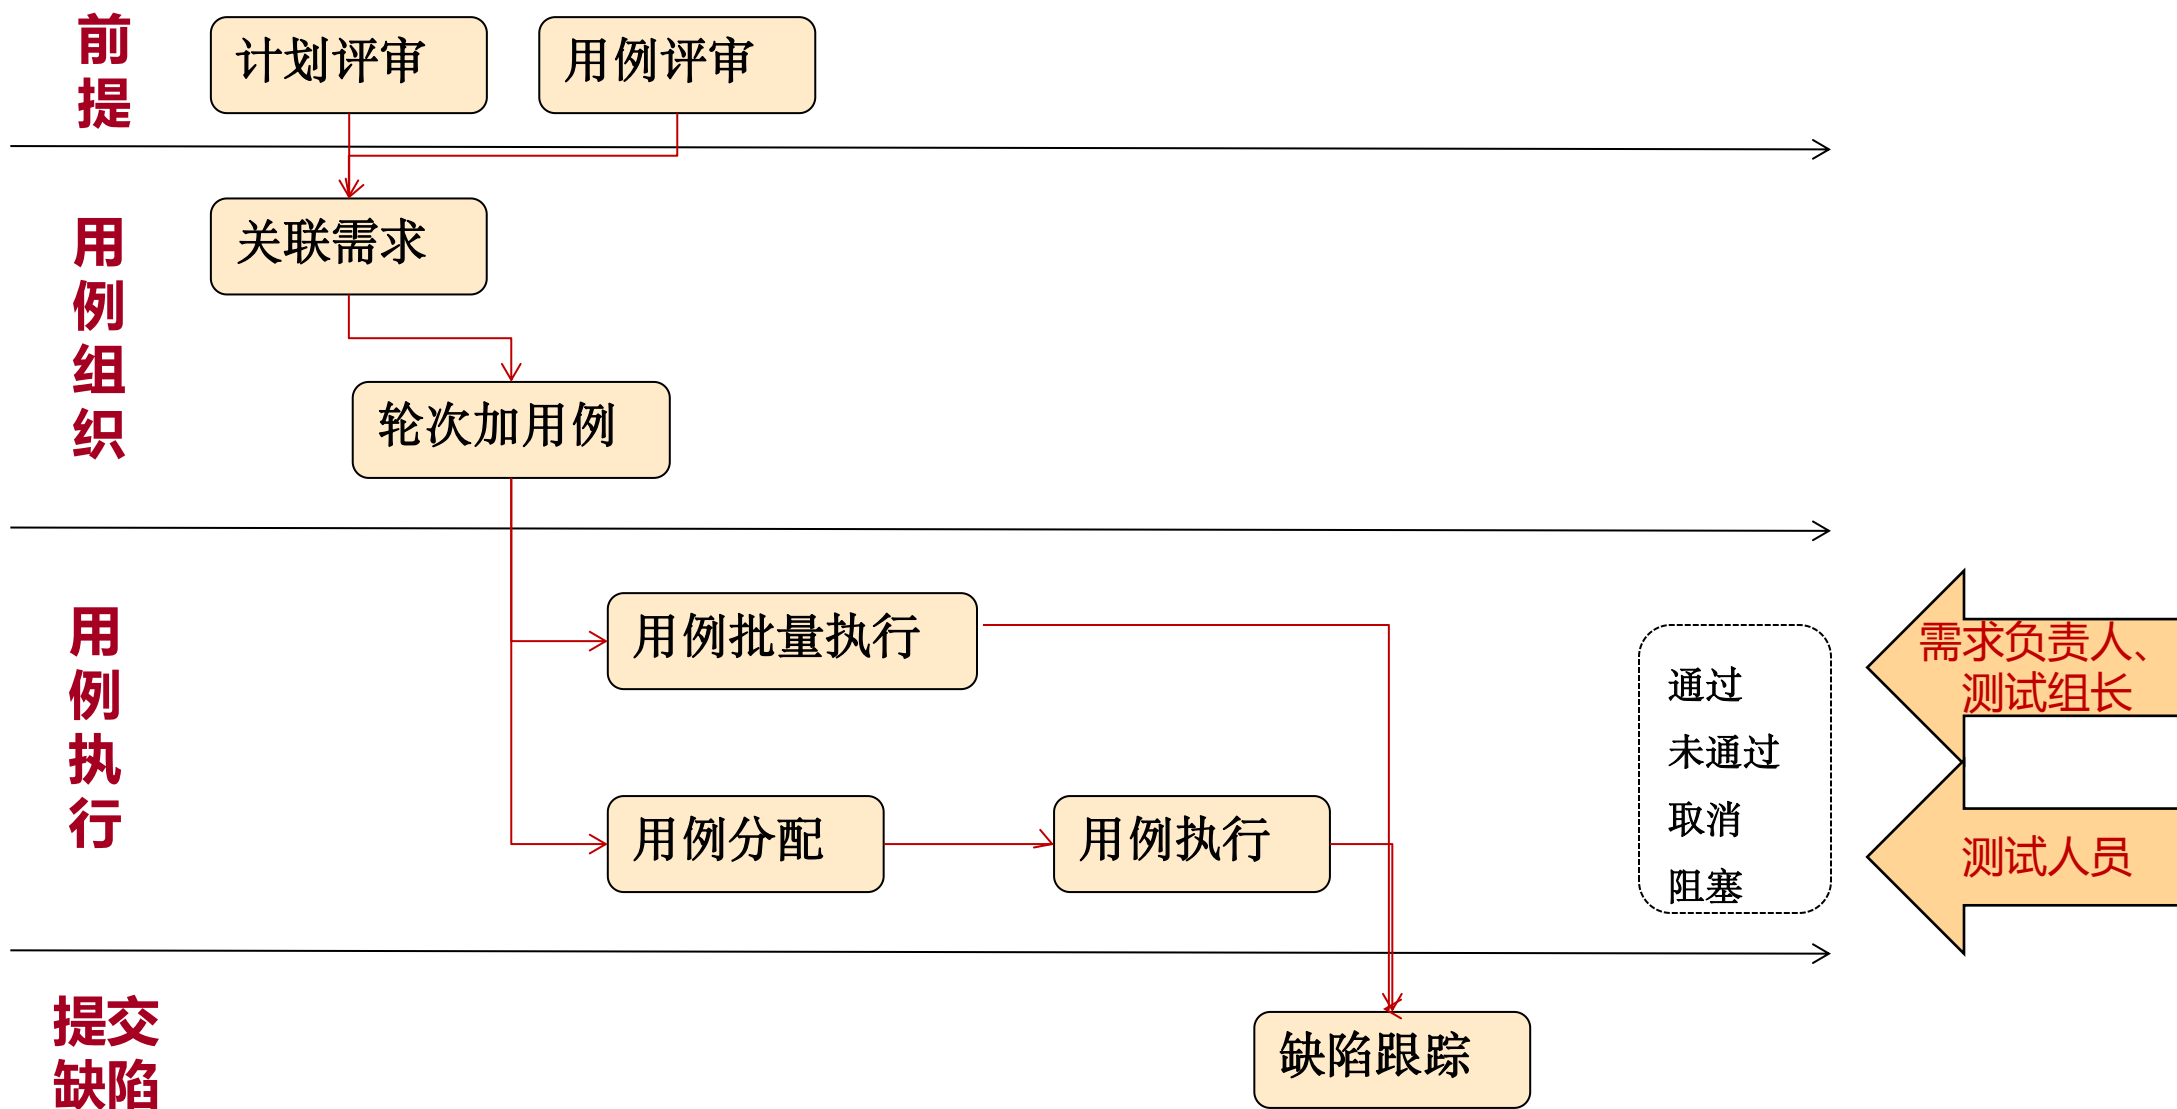 前
提
计划评审
用例评审
用
例
组
织
关联需求
轮次加用例
用
例
执
行
用例批量执行
用例分配
用例执行
通过
未通过
取消
阻塞
需求负责人、
测试组长
测试人员
提交
缺陷
缺陷跟踪